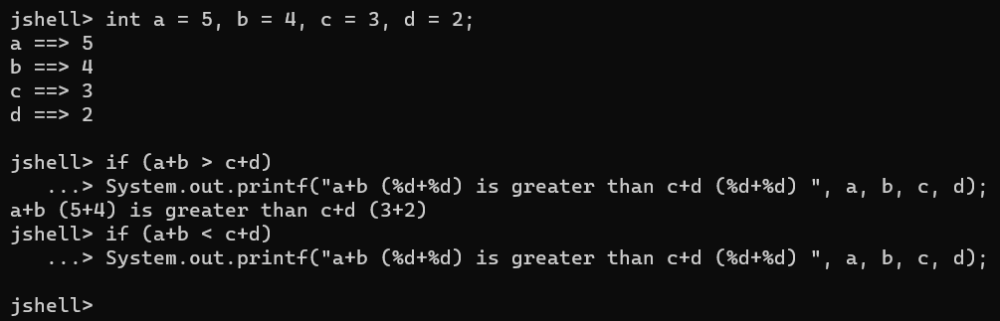 jshell> int a = 5, b = 4, c = 3, d = 2;
a ==> 5
b ==> 4
c ==> 3
d ==> 2
jshell> if (a+b > c+d)
   ...> System.out.printf("a+b (%d+%d) is greater than c+d (%d+%d) ", a, b, c, d);
a+b (5+4) is greater than c+d (3+2)
jshell> if (a+b < c+d)
   ...> System.out.printf("a+b (%d+%d) is greater than c+d (%d+%d) ", a, b, c, d);
jshell>